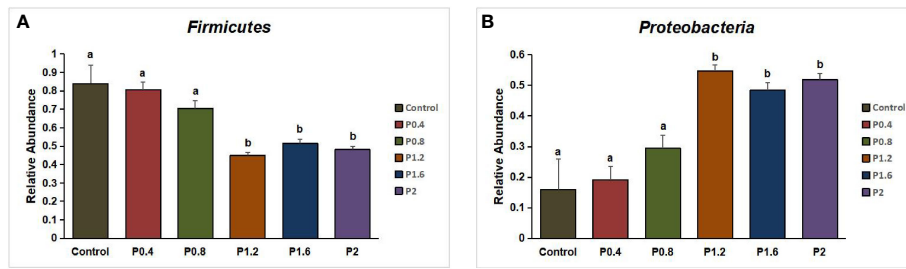 A
Firmicutes
Relative Abundance
1
0.9
0.8
0.7
0.6
0.5
0.4
0.3
0.2
0.1
0
a
a
a
b
b
b
Control
P0.4
P0.8
P1.2
P1.6
P2
Control
P0.4
P0.8
P1.2
P1.6
P2
B
Proteobacteria
Relative Abundance
0.6
0.5
0.4
0.3
0.2
0.1
0
a
a
a
b
b
b
Control
P0.4
P0.8
P1.2
P1.6
P2
Control
P0.4
P0.8
P1.2
P1.6
P2